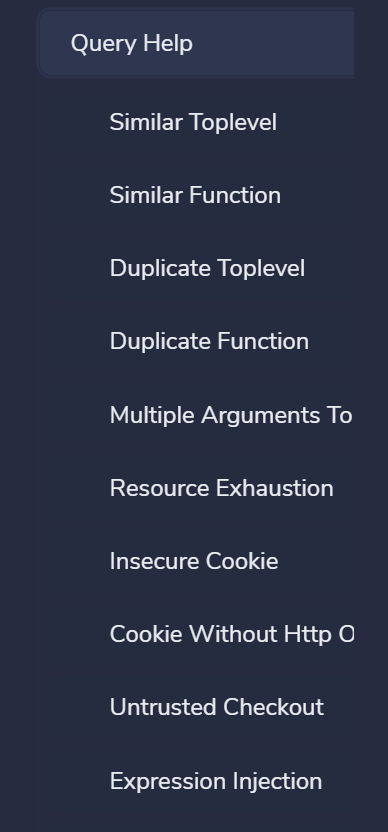 Query Help
Similar Toplevel
Similar Function
Duplicate Toplevel
Duplicate Function
Multiple Arguments To
Resource Exhaustion
Insecure Cookie
Cookie Without Http O
Untrusted Checkout
Expression Injection